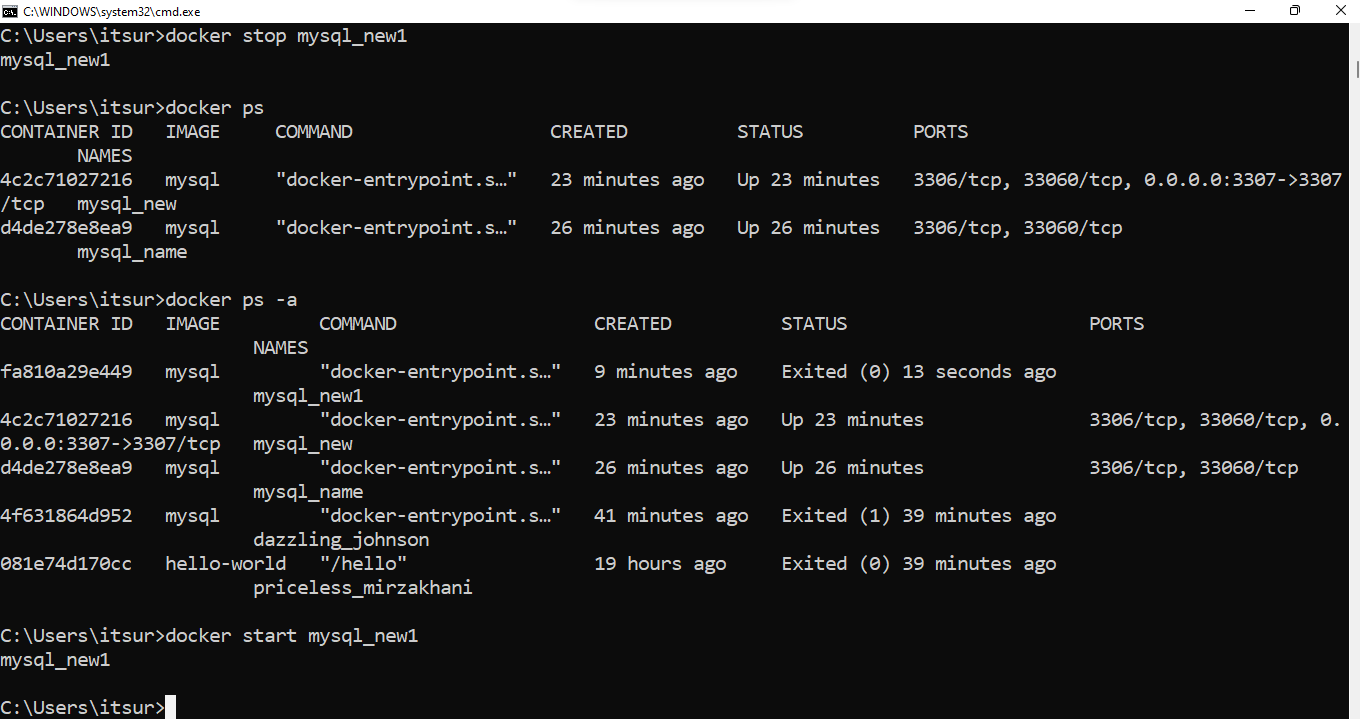 C:\WINDOWS\system32\cmd.exe
C:\Users\itsur>docker stop mysql_new1
mysql_new1
C:\Users\itsur>docker ps
CONTAINER ID   IMAGE     COMMAND                  CREATED          STATUS          PORTS
       NAMES
4c2c71027216   mysql     "docker-entrypoint.s…"   23 minutes ago   Up 23 minutes   3306/tcp, 33060/tcp, 0.0.0.0:3307->3307
/tcp   mysql_new
d4de278e8ea9   mysql     "docker-entrypoint.s…"   26 minutes ago   Up 26 minutes   3306/tcp, 33060/tcp
       mysql_name
C:\Users\itsur>docker ps -a
CONTAINER ID   IMAGE         COMMAND                  CREATED          STATUS                      PORTS
                       NAMES
fa810a29e449   mysql         "docker-entrypoint.s…"   9 minutes ago    Exited (0) 13 seconds ago
                       mysql_new1
4c2c71027216   mysql         "docker-entrypoint.s…"   23 minutes ago   Up 23 minutes               3306/tcp, 33060/tcp, 0.
0.0.0:3307->3307/tcp   mysql_new
d4de278e8ea9   mysql         "docker-entrypoint.s…"   26 minutes ago   Up 26 minutes               3306/tcp, 33060/tcp
                       mysql_name
4f631864d952   mysql         "docker-entrypoint.s…"   41 minutes ago   Exited (1) 39 minutes ago
                       dazzling_johnson
081e74d170cc   hello-world   "/hello"                 19 hours ago     Exited (0) 39 minutes ago
                       priceless_mirzakhani
C:\Users\itsur>docker start mysql_new1
mysql_new1
C:\Users\itsur>